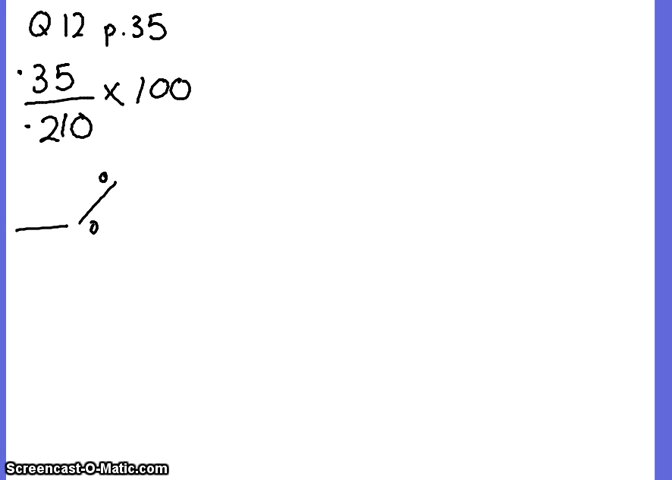 Q 12 p.35
·35
× 100
·210
__ %
Screencast-O-Matic.com